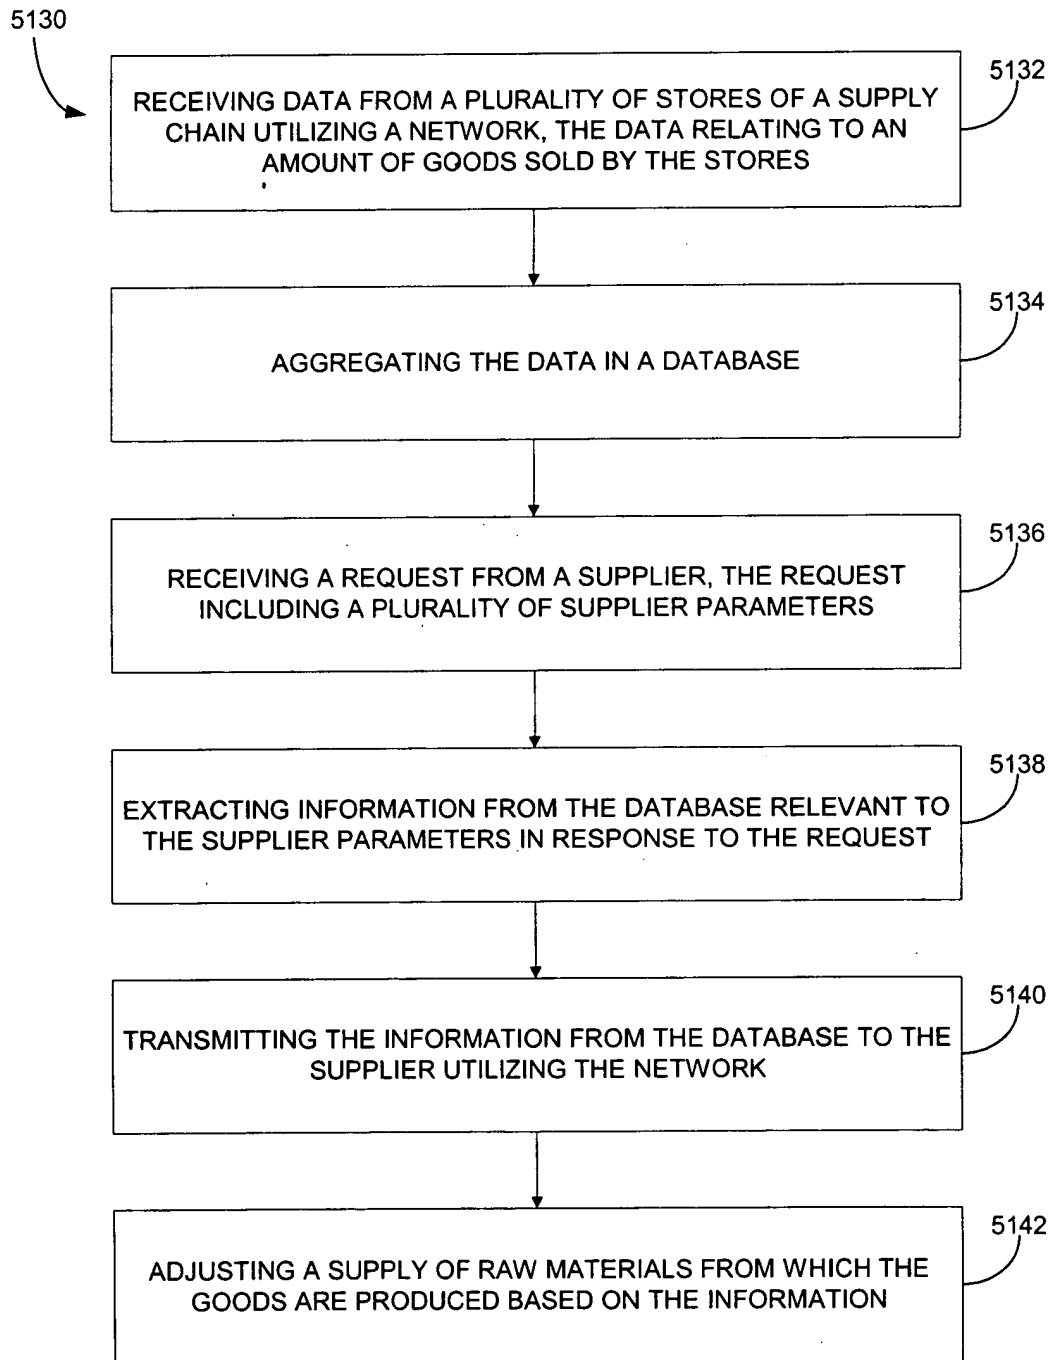 5130
5132
RECEIVING DATA FROM A PLURALITY OF STORES OF A SUPPLY
CHAIN UTILIZING A NETWORK, THE DATA RELATING TO AN
AMOUNT OF GOODS SOLD BY THE STORES
5134
AGGREGATING THE DATA IN A DATABASE
5136
RECEIVING A REQUEST FROM A SUPPLIER, THE REQUEST
INCLUDING A PLURALITY OF SUPPLIER PARAMETERS
5138
EXTRACTING INFORMATION FROM THE DATABASE RELEVANT TO
THE SUPPLIER PARAMETERS IN RESPONSE TO THE REQUEST
5140
TRANSMITTING THE INFORMATION FROM THE DATABASE TO THE
SUPPLIER UTILIZING THE NETWORK
5142
ADJUSTING A SUPPLY OF RAW MATERIALS FROM WHICH THE
GOODS ARE PRODUCED BASED ON THE INFORMATION